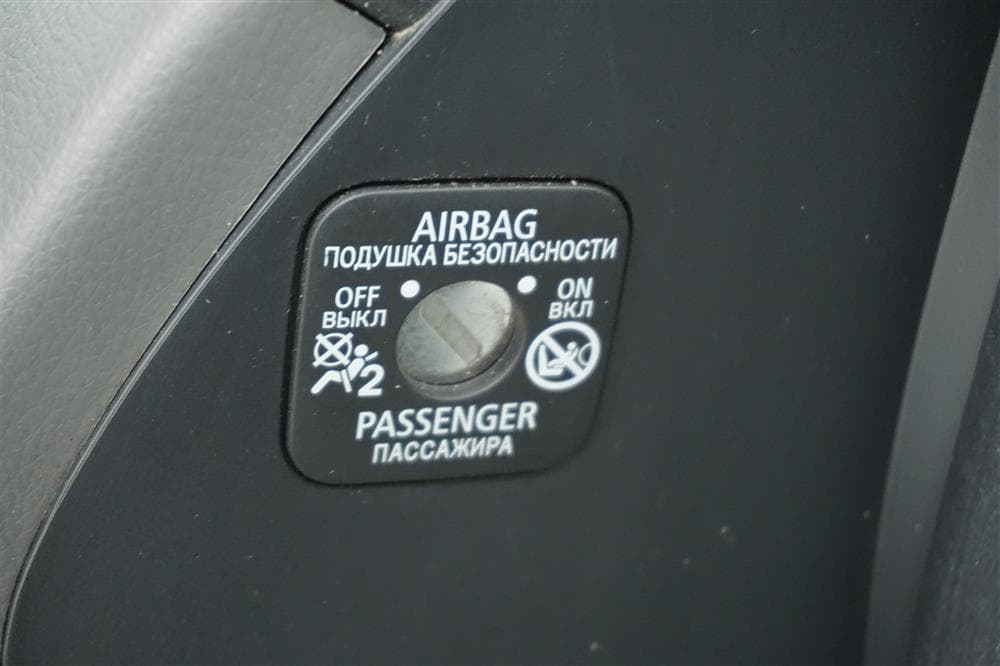 AIRBAG
ПОДУШКА БЕЗОПАСНОСТИ
OFF
ВЫКЛ
ON
ВКЛ
2
PASSENGER
ПАССАЖИРА